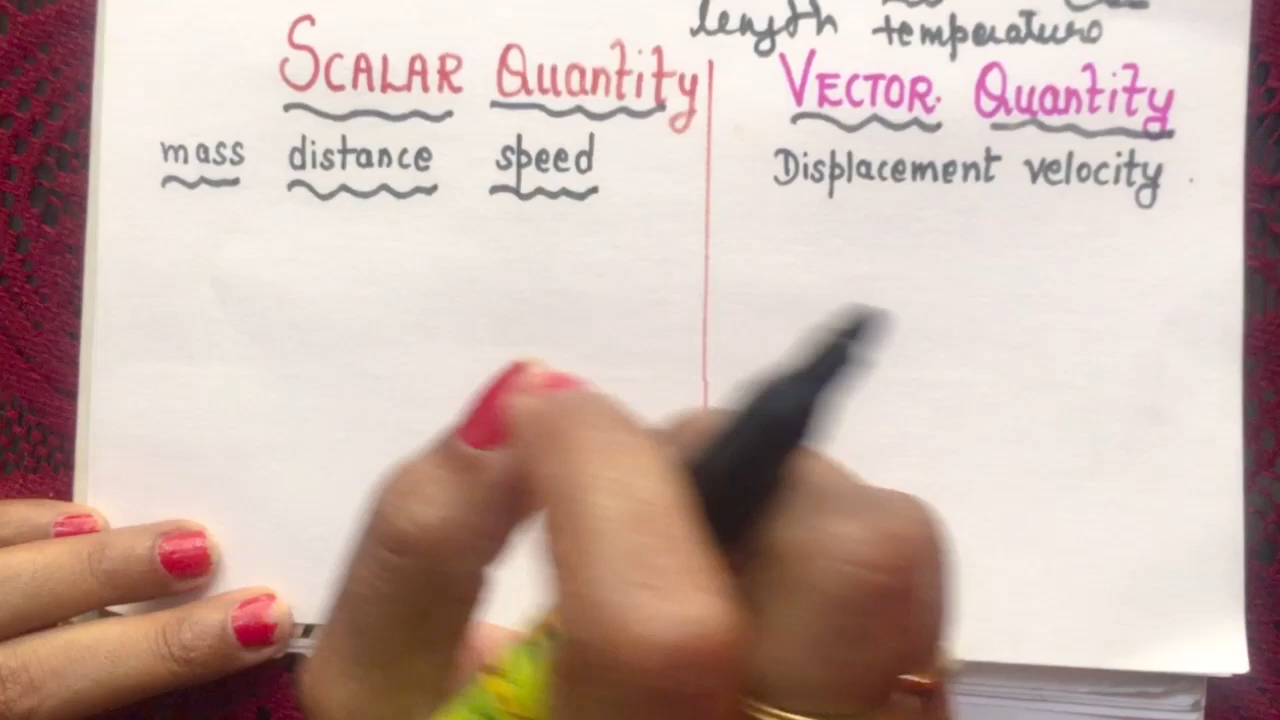 length temperature
SCALAR Quantity
VECTOR Quantity
mass distance speed
Displacement velocity